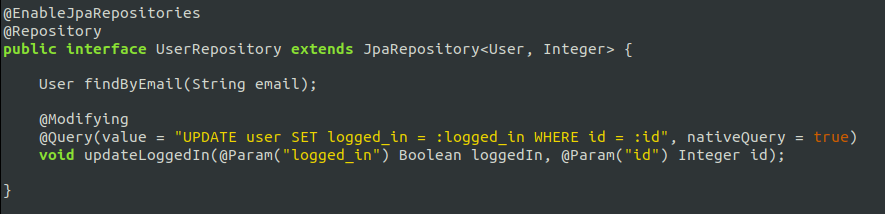 @EnableJpaRepositories
@Repository
public interface UserRepository extends JpaRepository<User, Integer> {
User findByEmail(String email);
@Modifying
@Query(value = "UPDATE user SET logged_in = :logged_in WHERE id = :id", nativeQuery = true)
void updateLoggedIn(@Param("logged_in") Boolean loggedIn, @Param("id") Integer id);
}